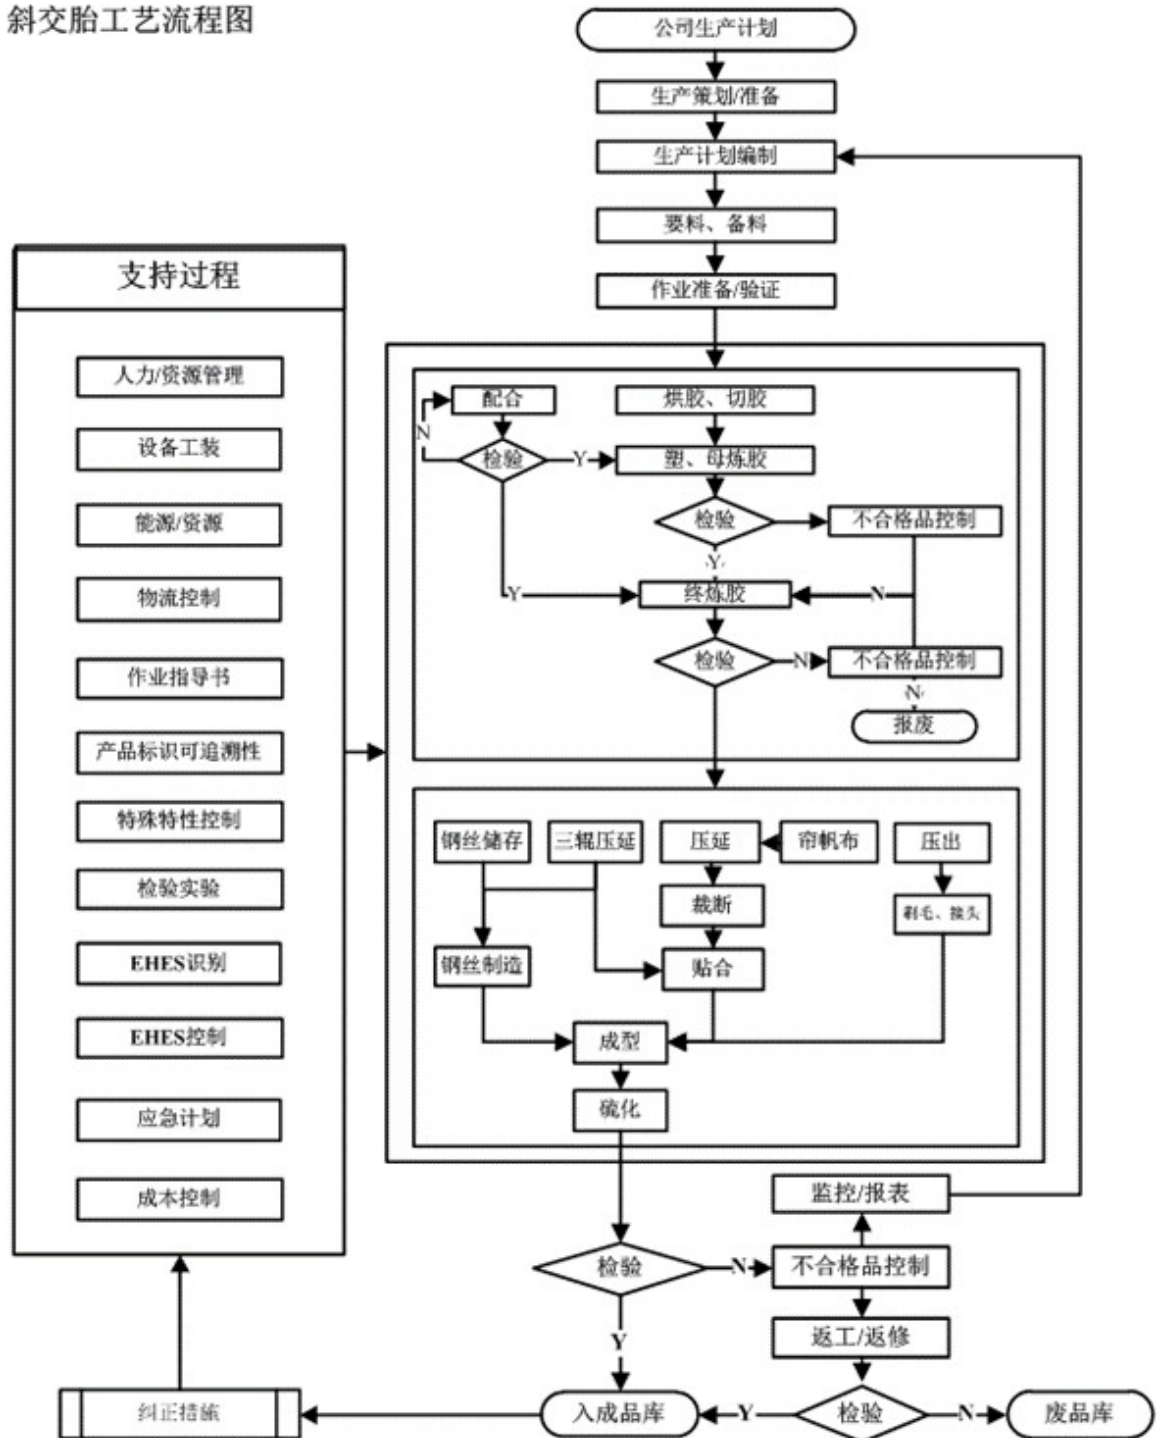 斜交胎工艺流程图
公司生产计划
生产策划/准备
生产计划编制
要料、备料
作业准备/验证
支持过程
人力/资源管理
设备工装
能源/资源
物流控制
作业指导书
产品标识可追溯性
特殊特性控制
检验实验
EHES识别
EHES控制
应急计划
成本控制
配合
烘胶、切胶
N
检验
Y
塑、母炼胶
检验
不合格品控制
Y
Y
终炼胶
N
检验
N
不合格品控制
N
报废
钢丝储存
三辊压延
压延
帘帆布
压出
裁断
刷毛、接头
钢丝制造
贴合
成型
硫化
监控/报表
检验
N
不合格品控制
Y
返工/返修
纠正措施
入成品库
Y
检验
N
废品库